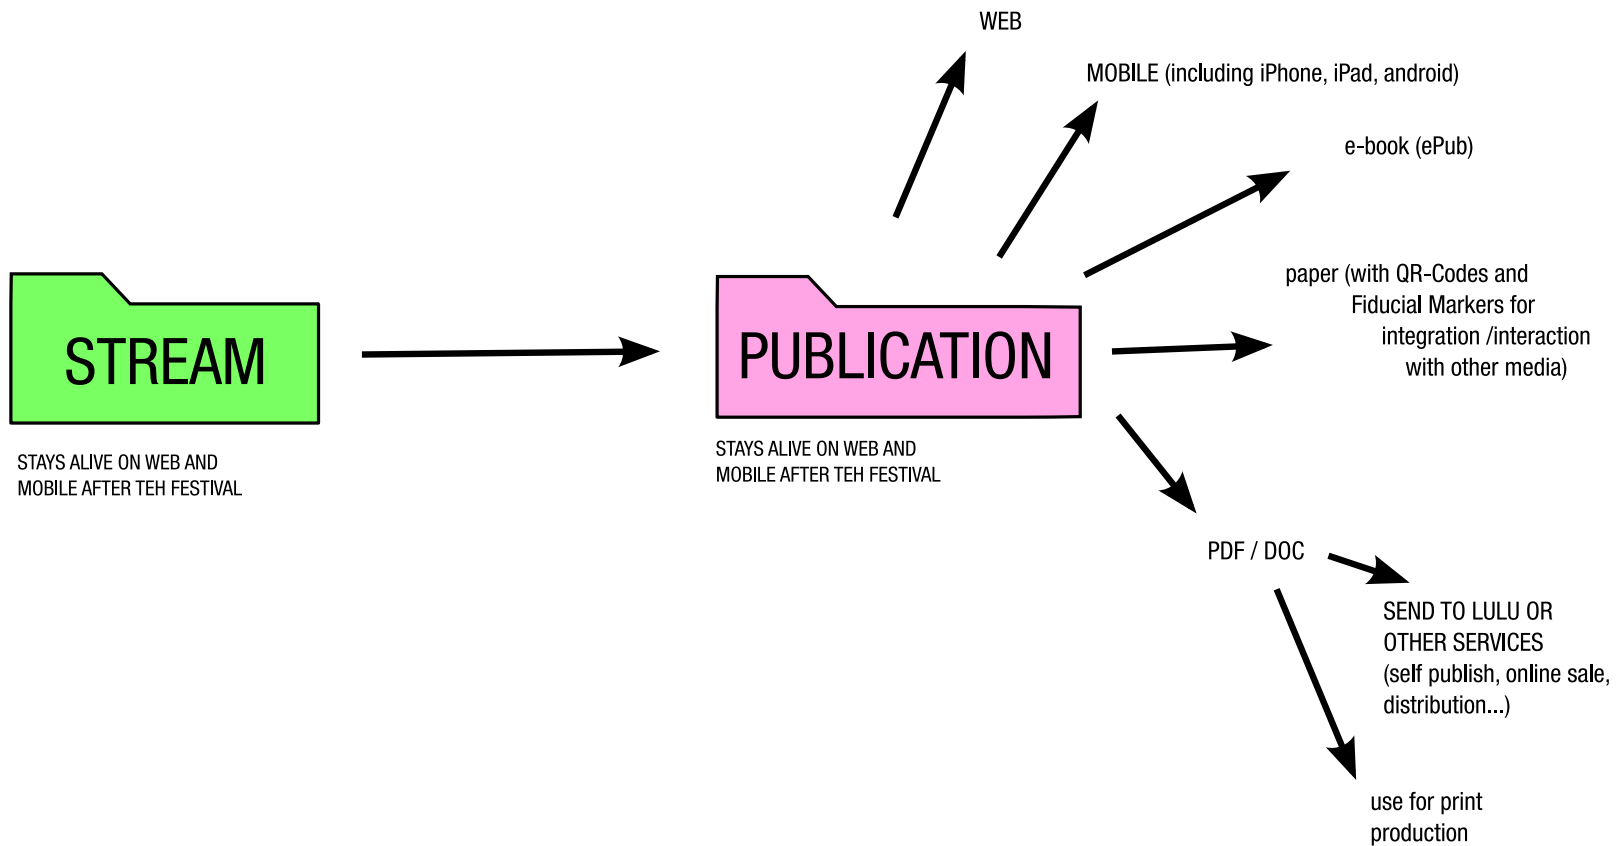 WEB
MOBILE (including iPhone, iPad, android)
e-book (ePub)
paper (with QR-Codes and
Fiducial Markers for
integration /interaction
with other media)
STREAM
STAYS ALIVE ON WEB AND
MOBILE AFTER TEH FESTIVAL
PUBLICATION
STAYS ALIVE ON WEB AND
MOBILE AFTER TEH FESTIVAL
PDF / DOC
SEND TO LULU OR
OTHER SERVICES
(self publish, online sale,
distribution...)
use for print
production